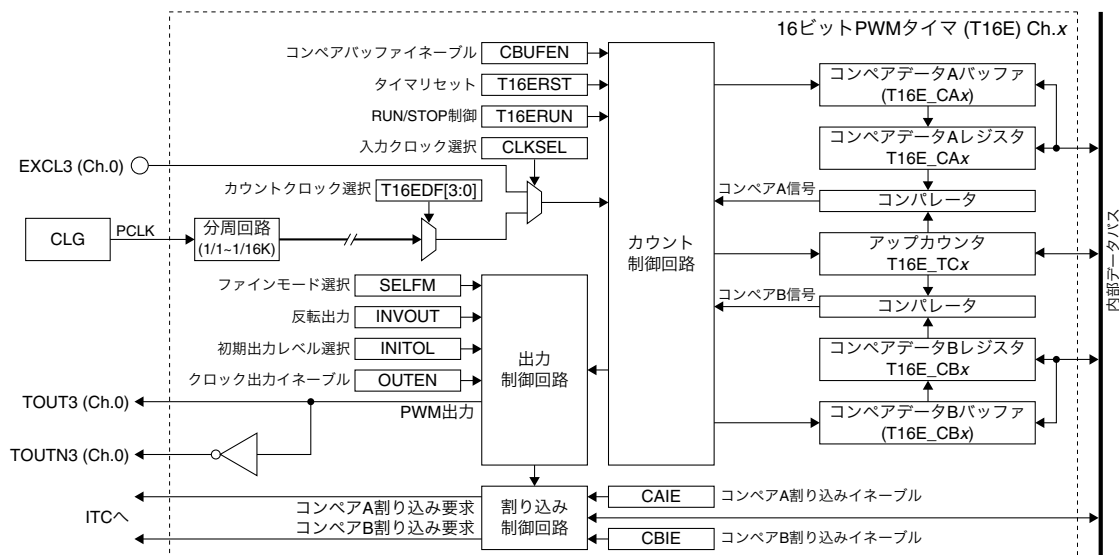 16ビットPWMタイマ (T16E) Ch.x
コンペアバッファイネーブル CBUFEN
タイマリセット T16ERST
RUN/STOP制御 T16ERUN
入力クロック選択 CLKSEL
EXCL3 (Ch.0)
カウントクロック選択 T16EDF[3:0]
CLG
PCLK
分周回路
(1/1~1/16K)
カウント
制御回路
コンペアデータAバッファ
(T16E_CAx)
コンペアデータAレジスタ
T16E_CAx
コンペアA信号
コンパレータ
アップカウンタ
T16E_TCx
コンペアB信号
コンパレータ
コンペアデータBレジスタ
T16E_CBx
コンペアデータBバッファ
(T16E_CBx)
内部データバス
ファインモード選択 SELFM
反転出力 INVOUT
初期出力レベル選択 INITOL
クロック出力イネーブル OUTEN
出力
制御回路
TOUT3 (Ch.0)
PWM出力
TOUTN3 (Ch.0)
ITCへ
コンペアA割り込み要求
コンペアB割り込み要求
割り込み
制御回路
CAIE コンペアA割り込みイネーブル
CBIE コンペアB割り込みイネーブル